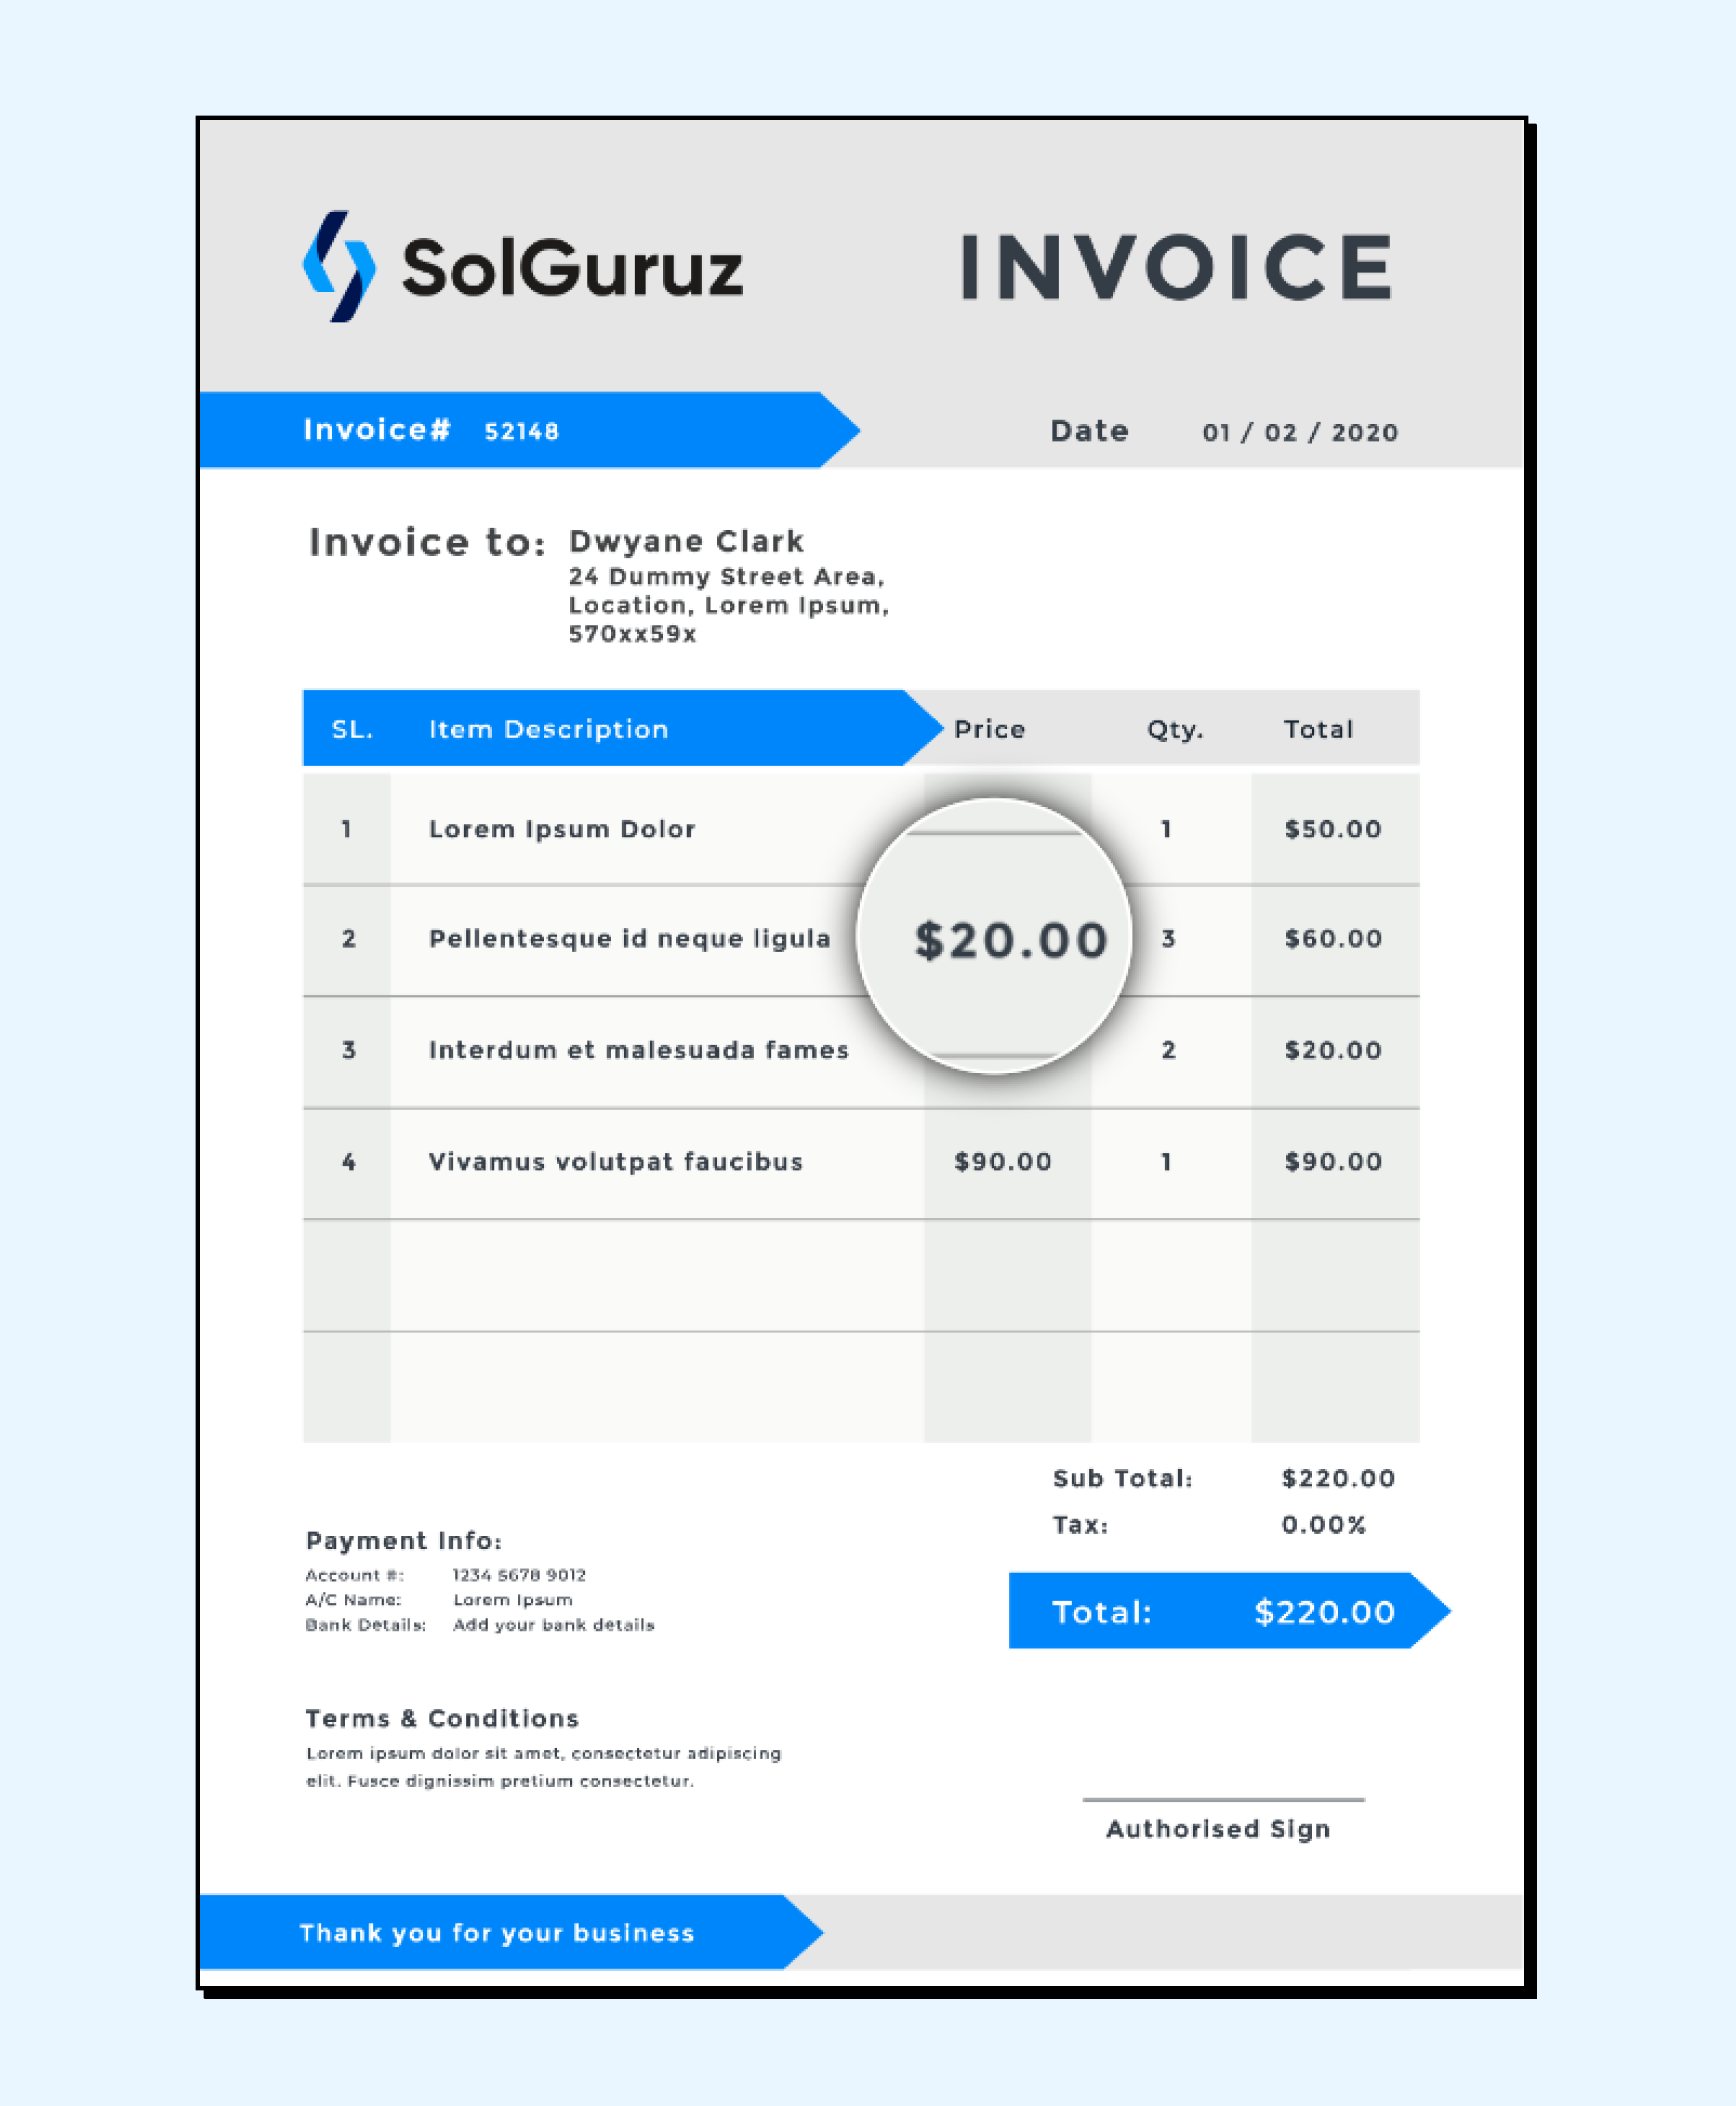 SolGuruz INVOICE
Invoice# 52148 Date 01 / 02 / 2020
Invoice to: Dwyane Clark
24 Dummy Street Area,
Location, Lorem Ipsum,
570xx59x
SL. Item Description Price Qty. Total
1 Lorem Ipsum Dolor 1 $50.00
2 Pellentesque id neque ligula $20.00 3 $60.00
3 Interdum et malesuada fames 2 $20.00
4 Vivamus volutpat faucibus $90.00 1 $90.00
Sub Total: $220.00
Tax: 0.00%
Payment Info:
Account #: 1234 5678 9012
A/C Name: Lorem Ipsum
Bank Details: Add your bank details
Total: $220.00
Terms & Conditions
Lorem ipsum dolor sit amet, consectetur adipiscing
elit. Fusce dignissim pretium consectetur.
Authorised Sign
Thank you for your business